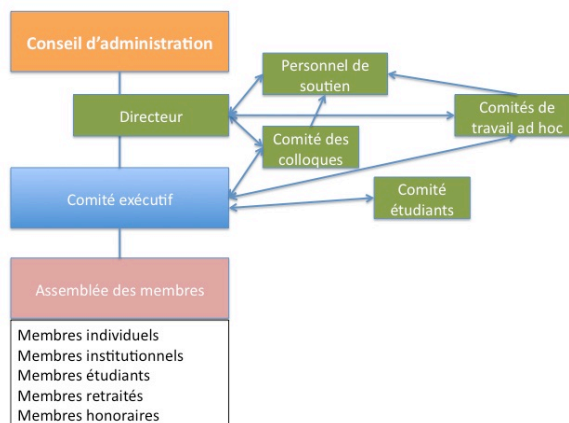 Conseil d'administration
Personnel de
soutien
Directeur
Comités de
travail ad hoc
Comité des
colloques
Comité exécutif
Comité
étudiants
Assemblée des membres
Membres individuels
Membres institutionnels
Membres étudiants
Membres retraités
Membres honoraires